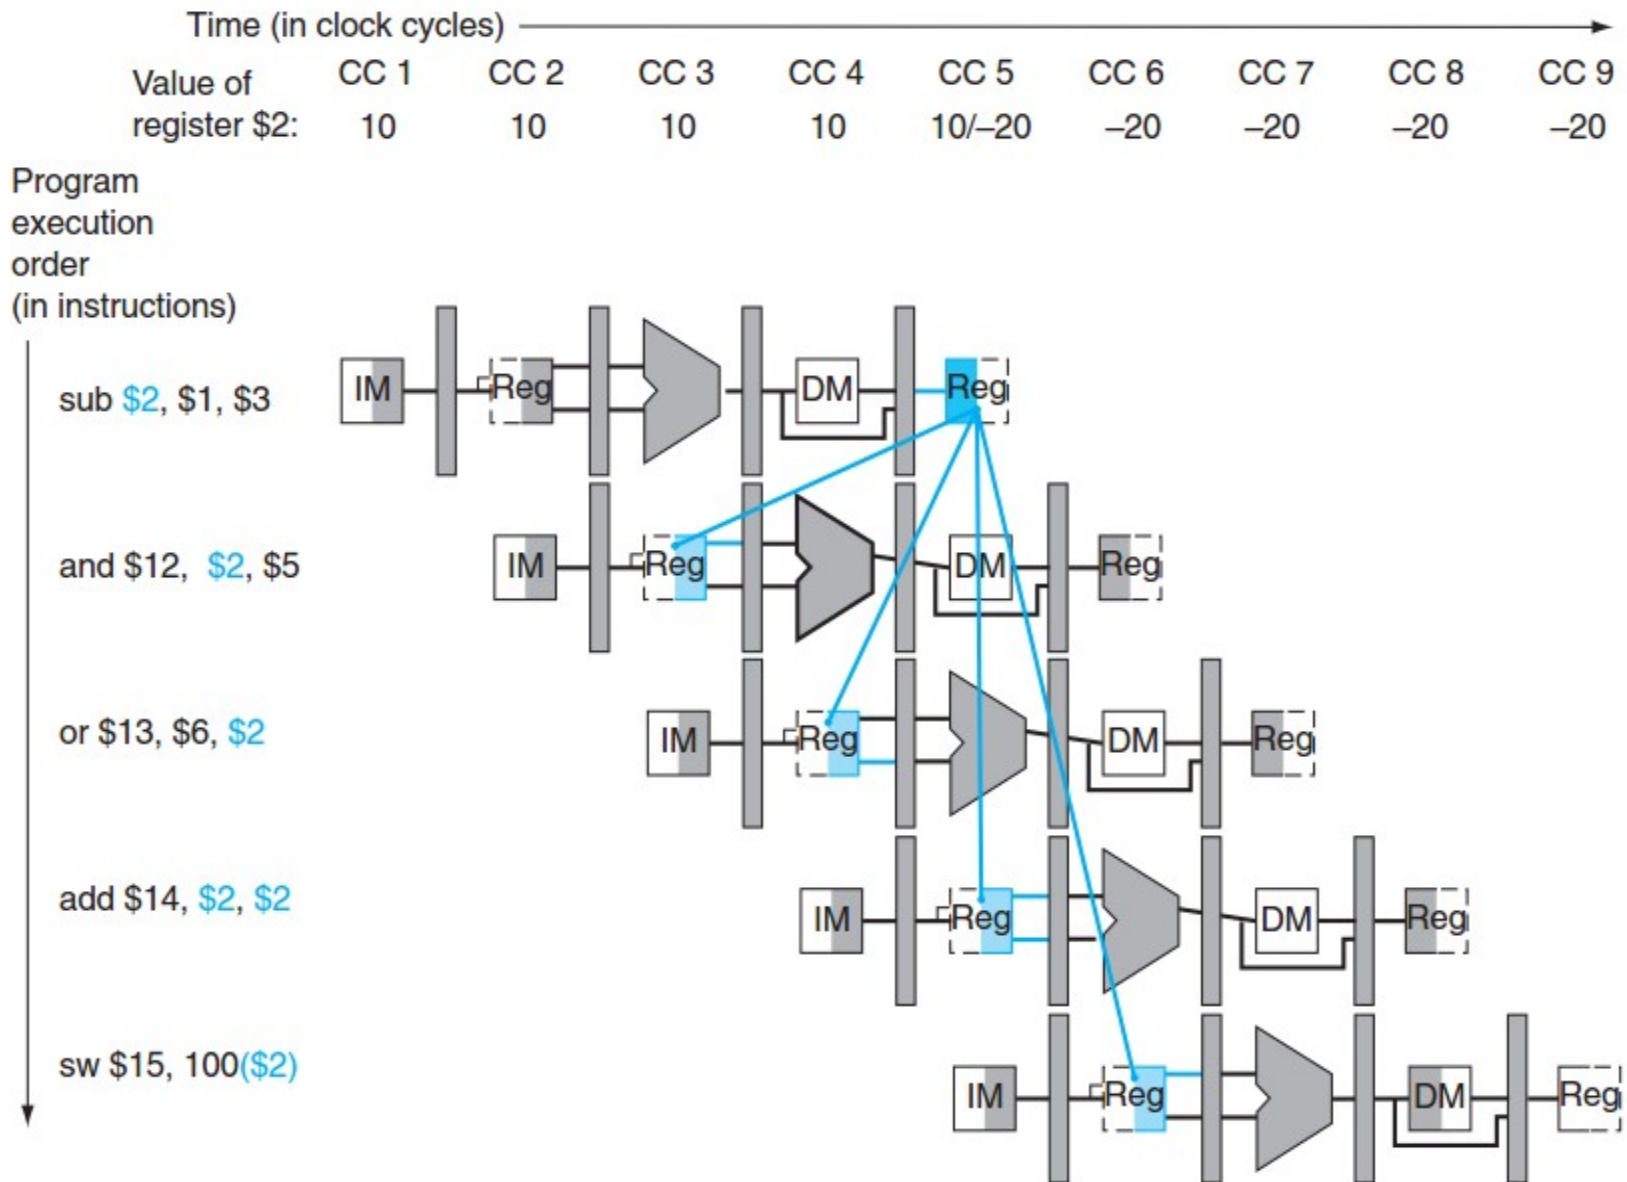 Time (in clock cycles)
CC 1 CC 2 CC 3 CC 4 CC 5 CC 6 CC 7 CC 8 CC 9
Value of
register $2: 10 10 10 10 10/–20 –20 –20 –20 –20
Program
execution
order
(in instructions)
sub $2, $1, $3 IM Reg DM Reg
and $12, $2, $5 IM Reg DM Reg
or $13, $6, $2 IM Reg DM Reg
add $14, $2, $2 IM Reg DM Reg
sw $15, 100($2) IM Reg DM Reg